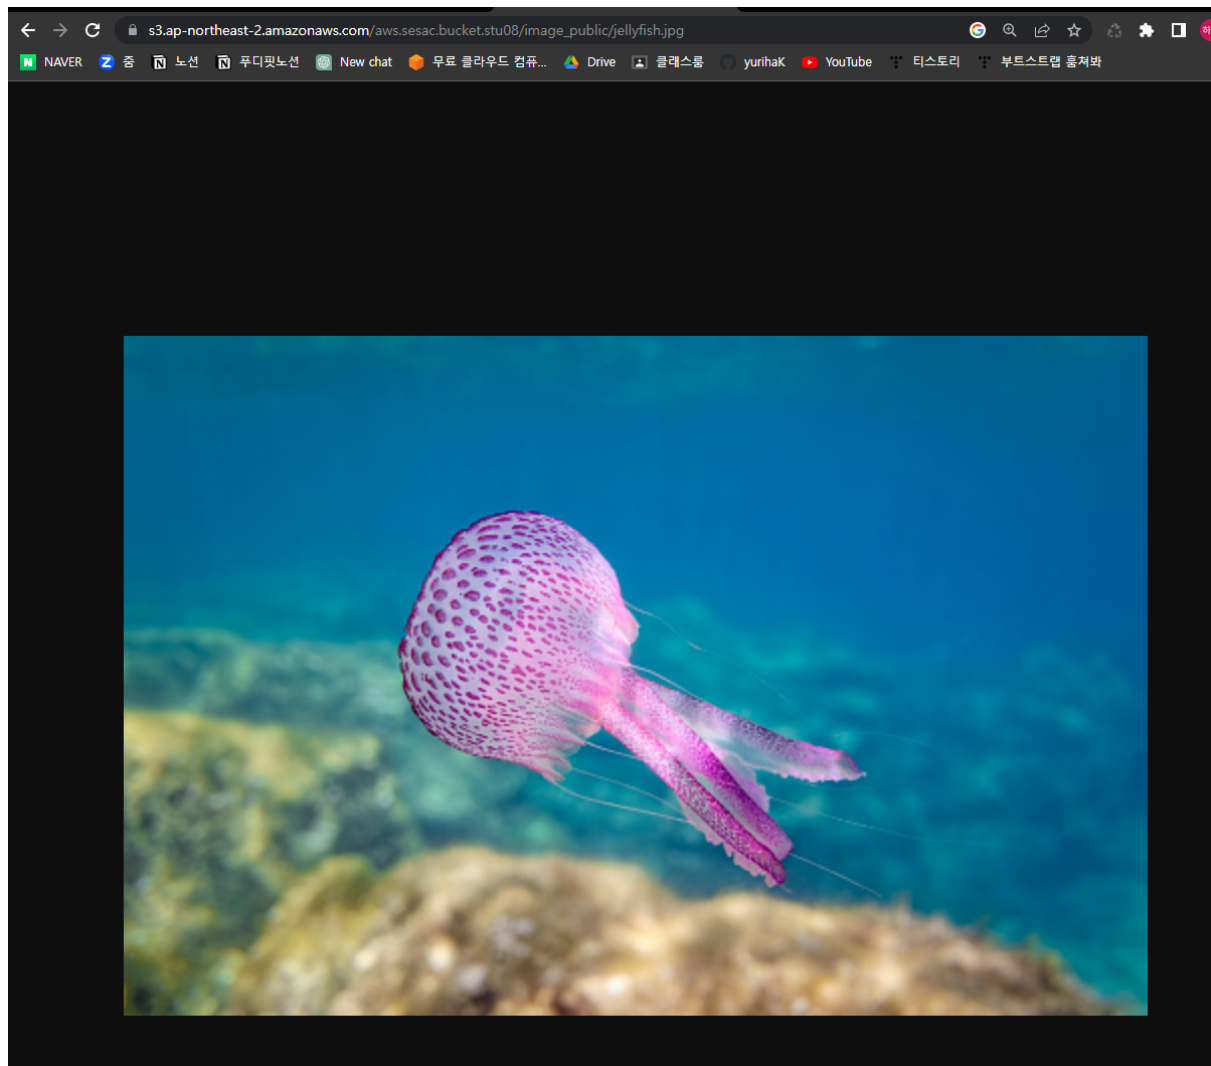 s3.ap-northeast-2.amazonaws.com/aws.sesac.bucket.stu08/image_public/jellyfish.jpg
NAVER 줌 노션 푸디핏노션 New chat 무료 클라우드 컴퓨... Drive 클래스룸 yurihaK YouTube 티스토리 부트스트랩 훔쳐봐